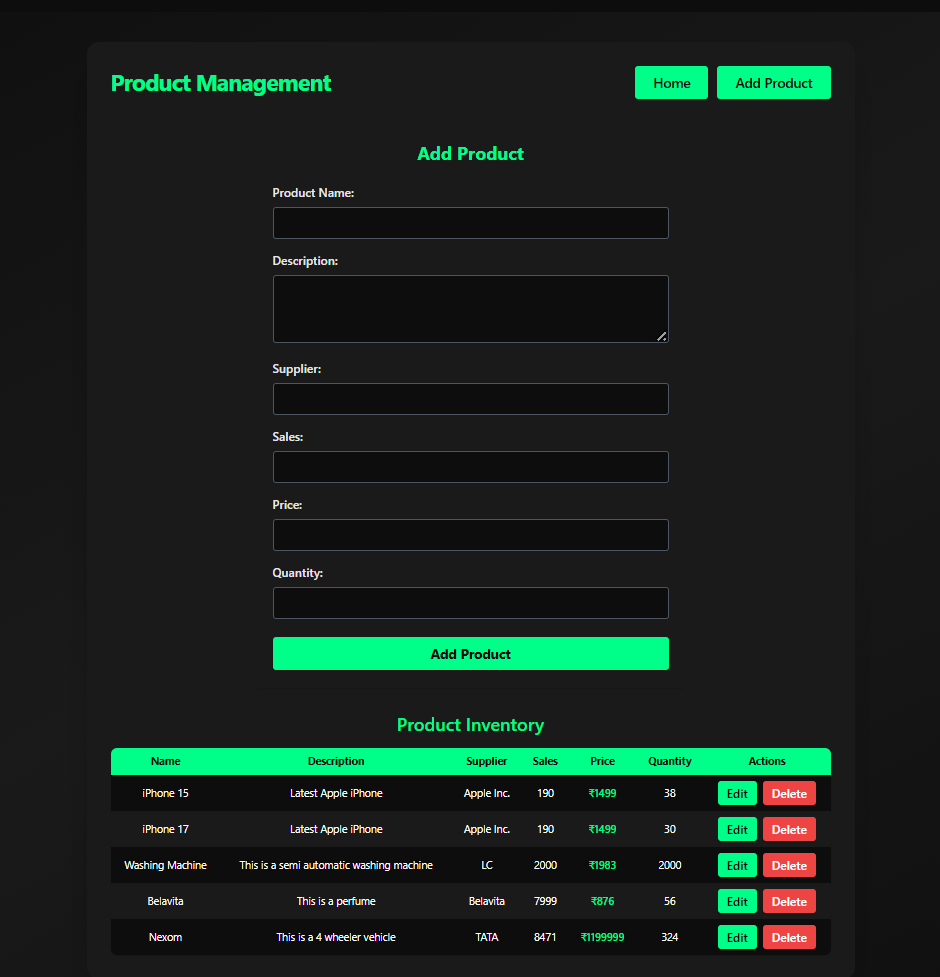 Product Management
Home Add Product
Add Product
Product Name:
Description:
Supplier:
Sales:
Price:
Quantity:
Add Product
Product Inventory
Name Description Supplier Sales Price Quantity Actions
iPhone 15 Latest Apple iPhone Apple Inc. 190 ₹1499 38 Edit Delete
iPhone 17 Latest Apple iPhone Apple Inc. 190 ₹1499 30 Edit Delete
Washing Machine This is a semi automatic washing machine LC 2000 ₹1983 2000 Edit Delete
Belavita This is a perfume Belavita 7999 ₹876 56 Edit Delete
Nexom This is a 4 wheeler vehicle TATA 8471 ₹1199999 324 Edit Delete